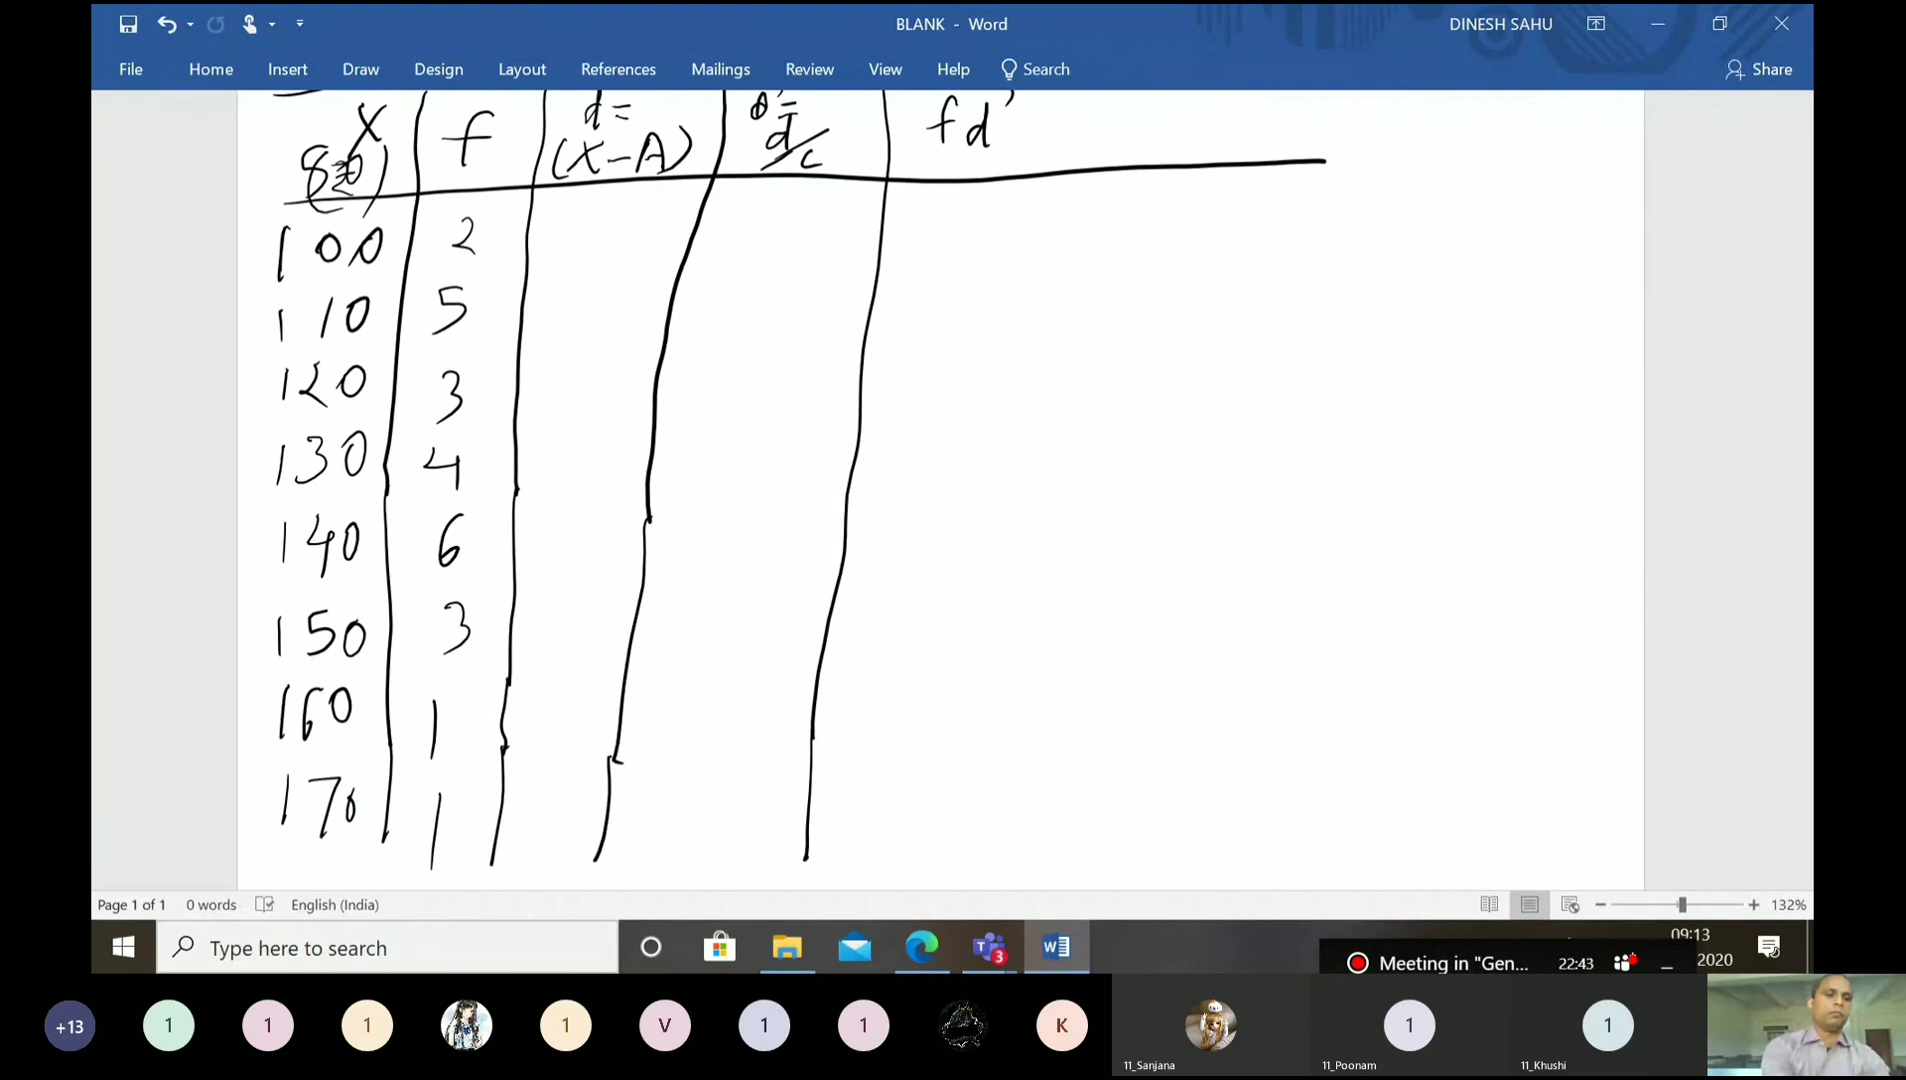 BLANK - Word
DINESH SAHU
File Home Insert Draw Design Layout References Mailings Review View Help Search Share
X f d= d'= fd'
(X-A) d/c
100 2
110 5
120 3
130 4
140 6
150 3
160 1
170 1
Page 1 of 1 0 words English (India) 132%
Type here to search
3
09:13
2020
Meeting in "Gen... 22:43
+13 1 1 1 1 V 1 1 K 1 1
11_Sanjana 11_Poonam 11_Khushi